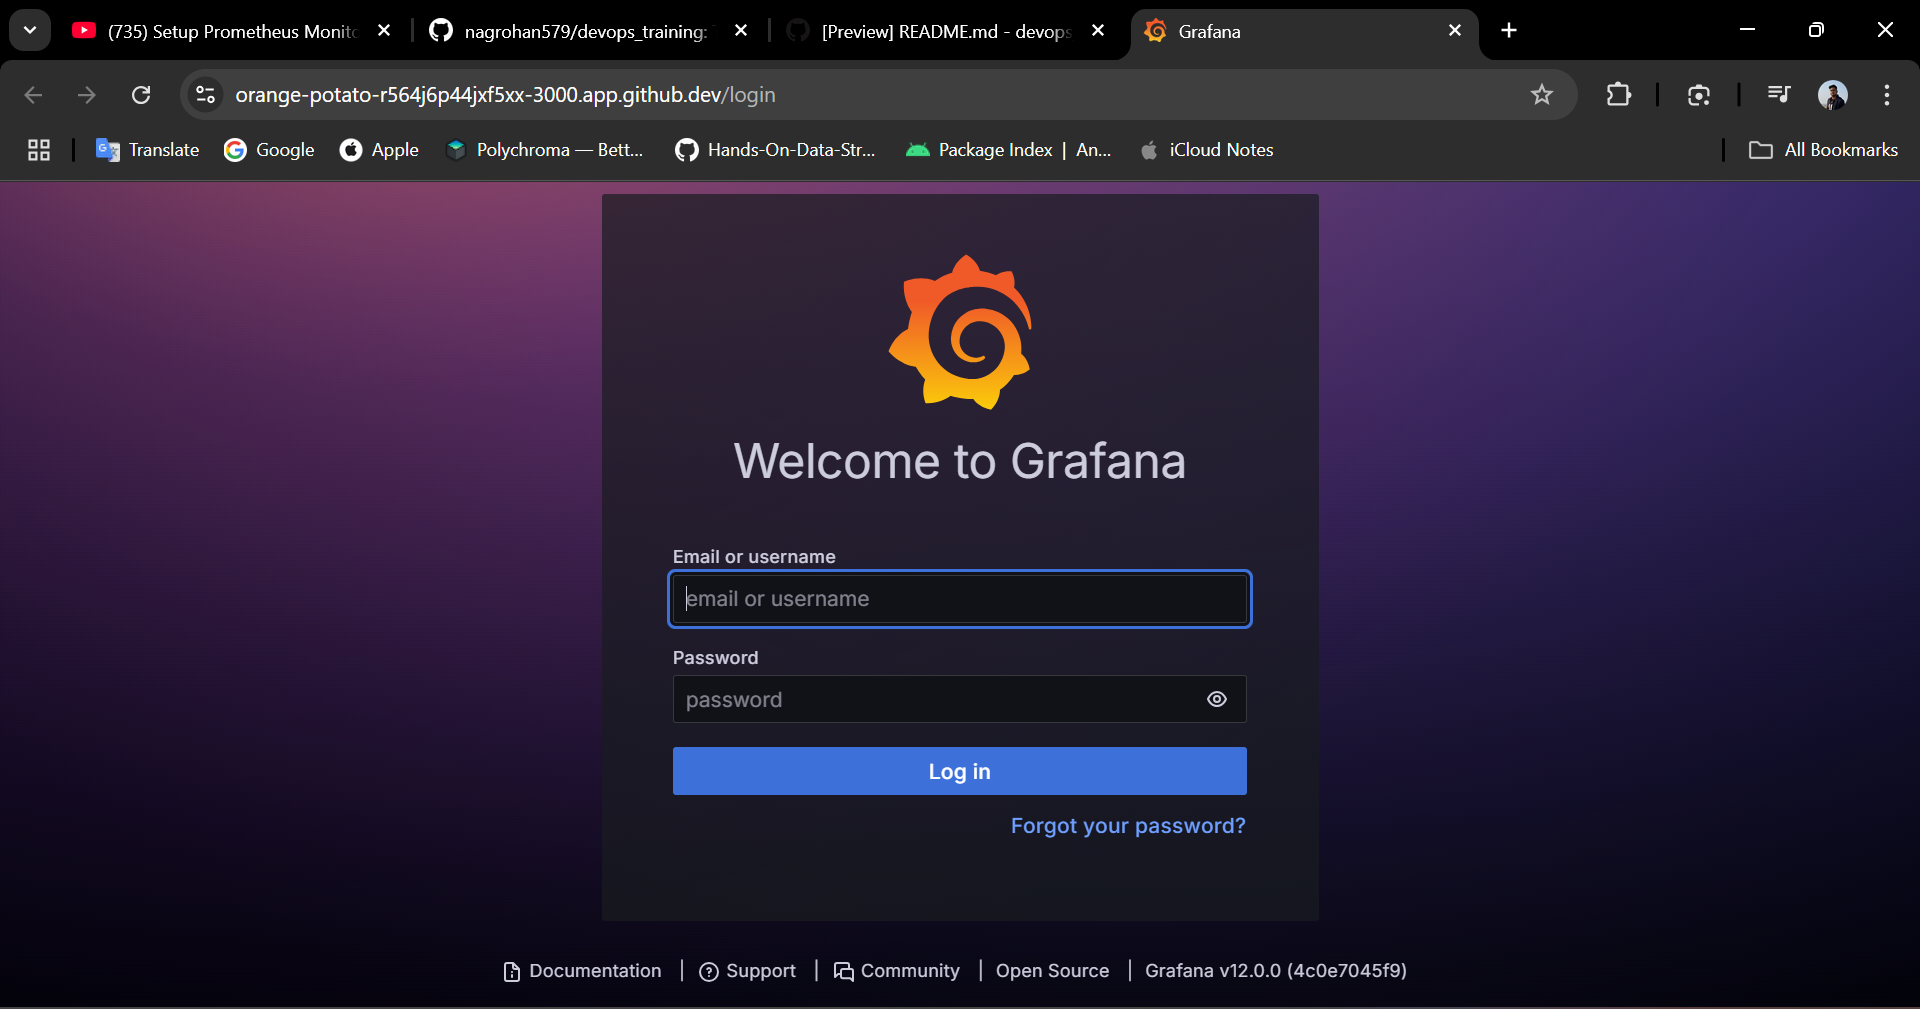 (735) Setup Prometheus Monito
nagrohan579/devops_training:
[Preview] README.md - devops
Grafana
orange-potato-r564j6p44jxf5xx-3000.app.github.dev/login
Translate
Google
Apple
Polychroma — Bett...
Hands-On-Data-Str...
Package Index | An...
iCloud Notes
All Bookmarks
Welcome to Grafana
Email or username
email or username
Password
password
Log in
Forgot your password?
Documentation
Support
Community
Open Source
Grafana v12.0.0 (4c0e7045f9)